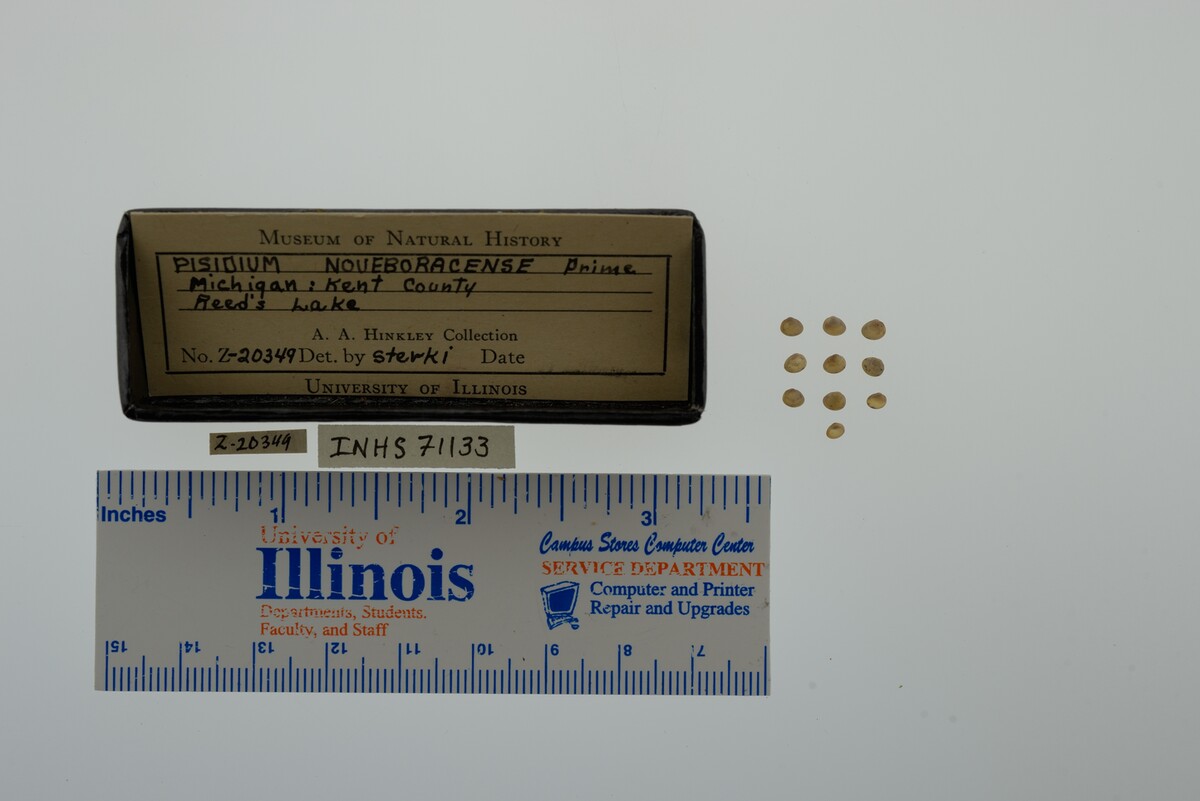 MUSEUM OF NATURAL HISTORY
PISIDIUM NOVEBORACENSE Prime
Michigan: Kent County
Reed's Lake
A. A. HINKLEY Collection
No. Z-20349 Det. by Sterki Date
UNIVERSITY OF ILLINOIS
Z-20349
INHS 71133
Inches 1 2 3
University of
Illinois
Departments, Students,
Faculty, and Staff
Campus Stores Computer Center
SERVICE DEPARTMENT
Computer and Printer
Repair and Upgrades
15 14 13 12 11 10 9 8 7